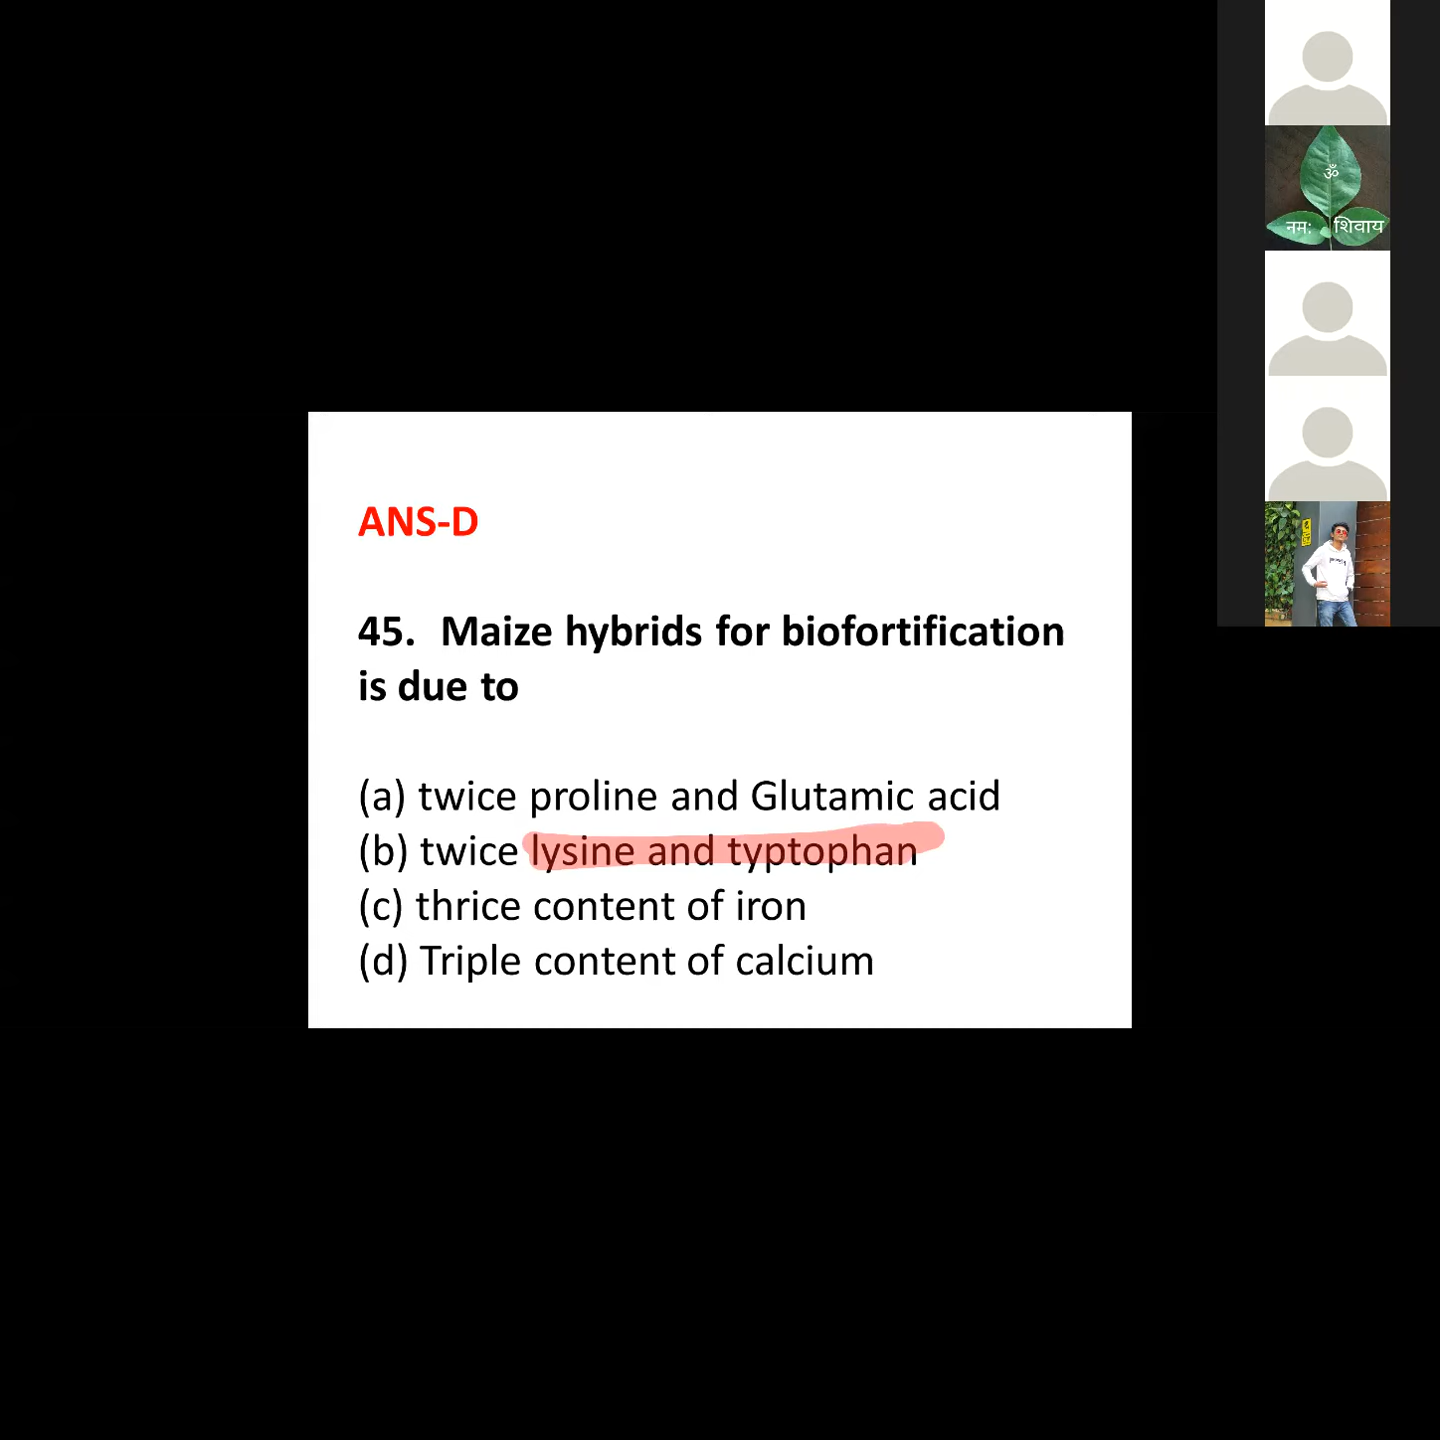 ॐ
नमः शिवाय
ANS-D
45. Maize hybrids for biofortification
is due to
(a) twice proline and Glutamic acid
(b) twice lysine and typtophan
(c) thrice content of iron
(d) Triple content of calcium